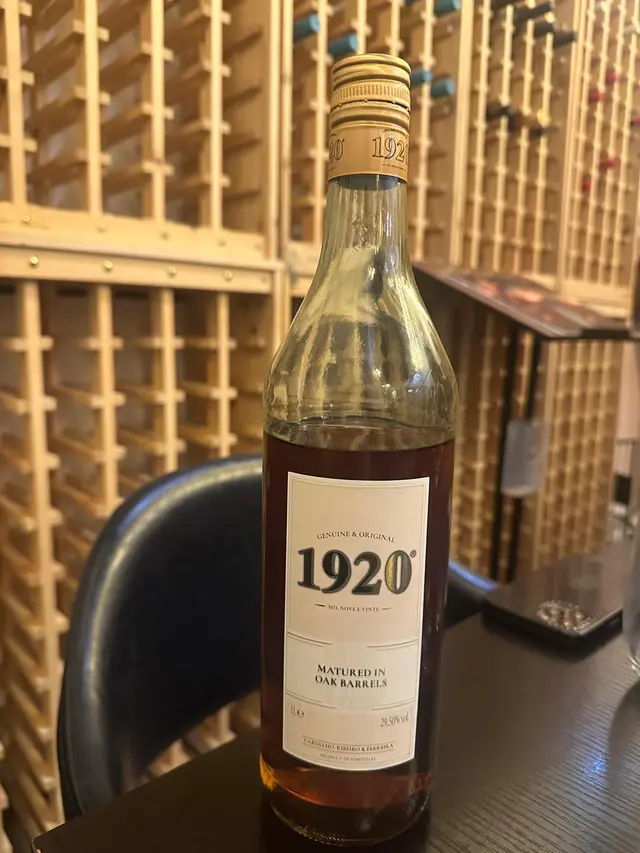 192
GENUINE & ORIGINAL
1920
MIL NOVE E VINTE
MATURED IN
OAK BARRELS
1L e 29.50% vol
CARVALHO, RIBEIRO & FERREIRA
PRODUCT OF PORTUGAL